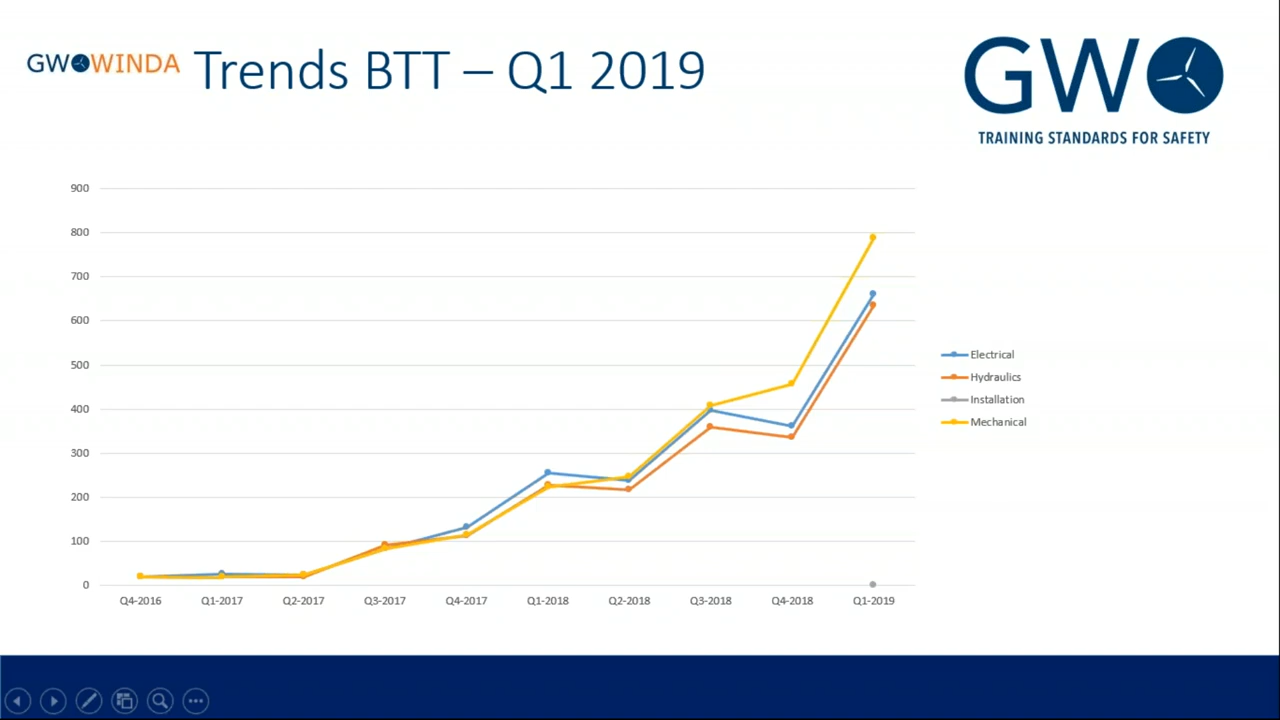 GWOWINDA Trends BTT – Q1 2019
GWO
TRAINING STANDARDS FOR SAFETY
900
800
700
600
500
400
300
200
100
0
Q4-2016 Q1-2017 Q2-2017 Q3-2017 Q4-2017 Q1-2018 Q2-2018 Q3-2018 Q4-2018 Q1-2019
Electrical
Hydraulics
Installation
Mechanical